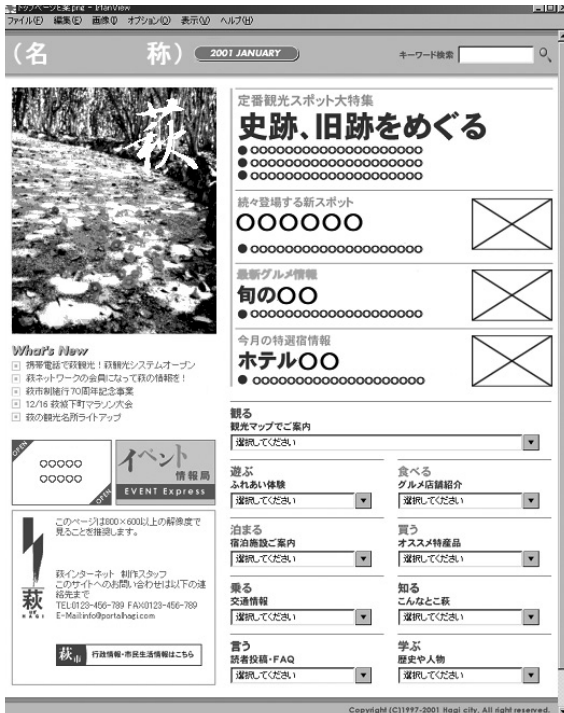 トップページE案.png - IrfanView
ファイル(F) 編集(E) 画像(I) オプション(O) 表示(V) ヘルプ(H)
(名 称)
2001 JANUARY
キーワード検索
萩
定番観光スポット大特集
史跡、旧跡をめぐる
●○○○○○○○○○○○○○○○○○○○○
●○○○○○○○○○○○○○○○○○○○○
●○○○○○○○○○○○○○○○○○○○○
続々登場する新スポット
○○○○○○
●○○○○○○○○○○○○○○○○○○○○
最新グルメ情報
旬の○○
●○○○○○○○○○○○○○○○○○○○○
今月の特選宿情報
ホテル○○
●○○○○○○○○○○○○○○○○○○○○
What's New
携帯電話で萩観光!萩観光システムオープン
萩ネットワークの会員になって萩の情報を!
萩市制施行70周年記念事業
12/16 萩城下町マラソン大会
萩の観光名所ライトアップ
OPEN
○○○○○
○○○○○
OPEN
イベント
情報局
EVENT Express
このページは800×600以上の解像度で
見ることを推奨します。
萩インターネット 制作スタッフ
このサイトへのお問い合わせは以下の連
絡先まで
TEL0123-456-789 FAX0123-456-789
E-Mail:info@portalhagi.com
萩
HAGI
萩市 行政情報・市民生活情報はこちら
観る
観光マップでご案内
選択してください
遊ぶ
ふれあい体験
選択してください
食べる
グルメ店舗紹介
選択してください
泊まる
宿泊施設ご案内
選択してください
買う
オススメ特産品
選択してください
乗る
交通情報
選択してください
知る
こんなとこ萩
選択してください
言う
読者投稿・FAQ
選択してください
学ぶ
歴史や人物
選択してください
Copyright (C)1997-2001 Hagi city. All right reserved.